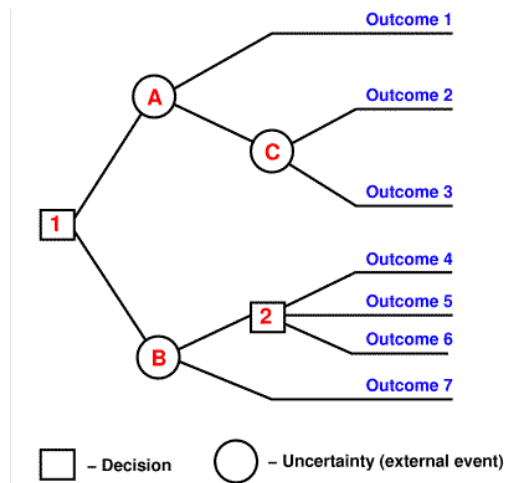 Outcome 1
A
Outcome 2
C
Outcome 3
1
Outcome 4
2
Outcome 5
Outcome 6
B
Outcome 7
– Decision
– Uncertainty (external event)